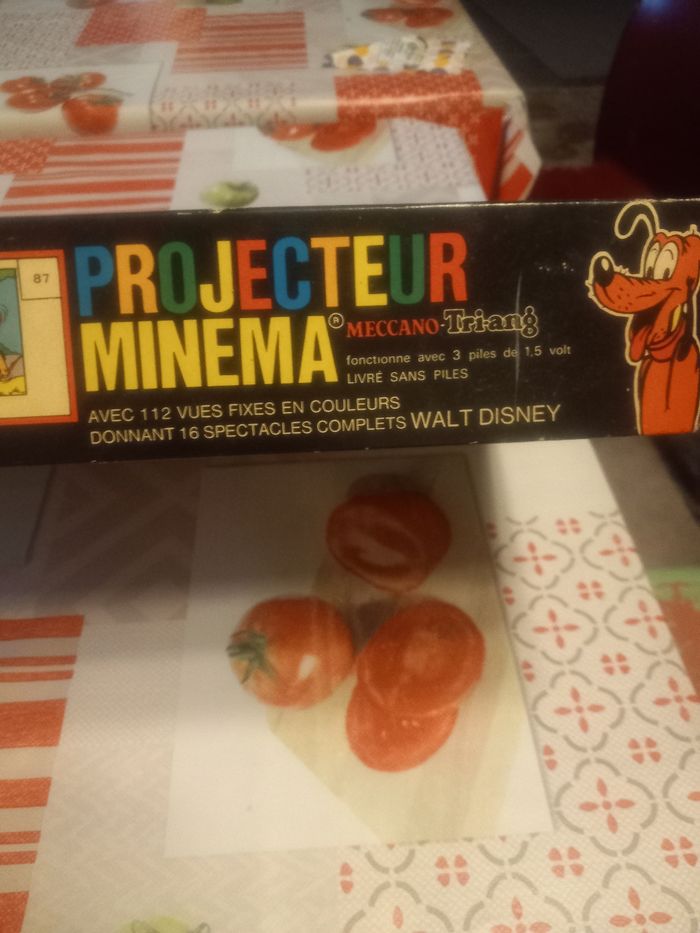 87
PROJECTEUR
MINEMA® MECCANO-Tri-ang
fonctionne avec 3 piles de 1,5 volt
LIVRÉ SANS PILES
AVEC 112 VUES FIXES EN COULEURS
DONNANT 16 SPECTACLES COMPLETS WALT DISNEY